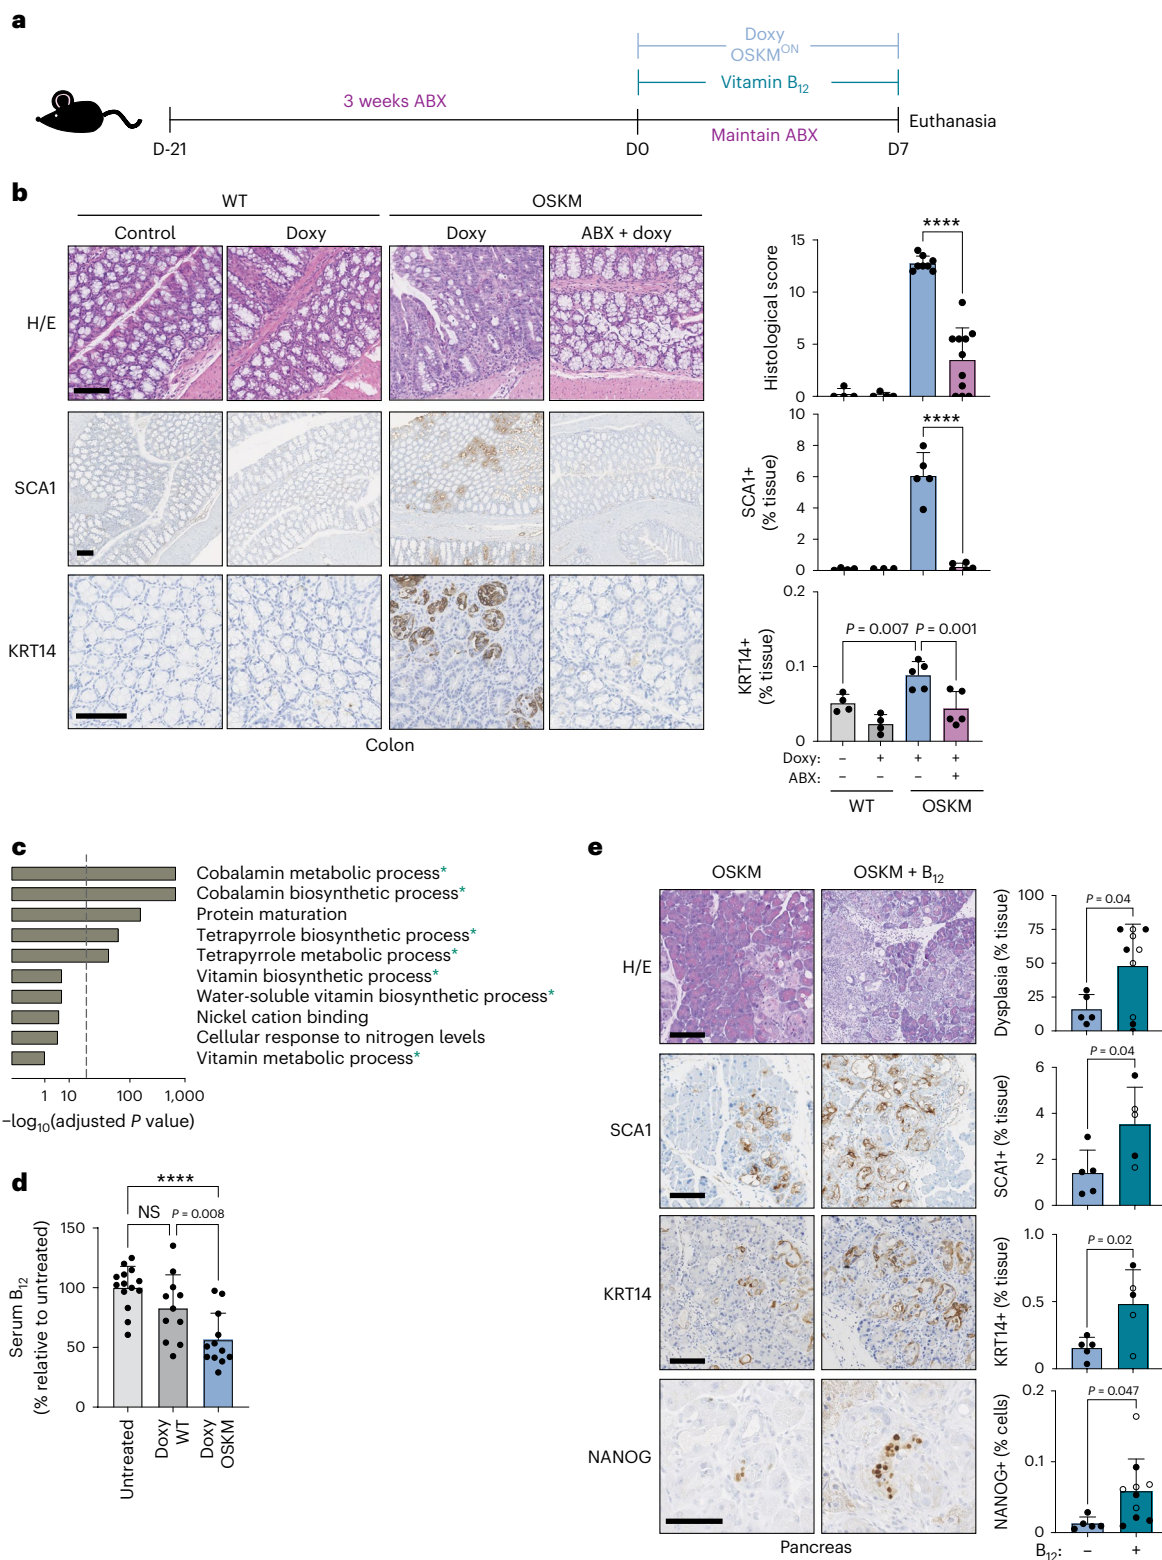 a
Doxy
OSKM^ON
Vitamin B12
3 weeks ABX
Maintain ABX
Euthanasia
D-21
D0
D7
b
WT
OSKM
Control
Doxy
Doxy
ABX + doxy
H/E
SCA1
KRT14
Colon
****
15
10
5
0
Histological score
****
10
8
6
4
2
0
SCA1+
(% tissue)
0.2
0.1
0
KRT14+
(% tissue)
P = 0.007
P = 0.001
Doxy: – + + +
ABX: – – – +
WT
OSKM
c
Cobalamin metabolic process*
Cobalamin biosynthetic process*
Protein maturation
Tetrapyrrole biosynthetic process*
Tetrapyrrole metabolic process*
Vitamin biosynthetic process*
Water-soluble vitamin biosynthetic process*
Nickel cation binding
Cellular response to nitrogen levels
Vitamin metabolic process*
1 10 100 1,000
–log10(adjusted P value)
d
****
NS
P = 0.008
150
100
50
0
Serum B12
(% relative to untreated)
Untreated
Doxy
WT
Doxy
OSKM
e
OSKM
OSKM + B12
H/E
SCA1
KRT14
NANOG
Pancreas
P = 0.04
100
75
50
25
0
Dysplasia (% tissue)
P = 0.04
6
4
2
0
SCA1+ (% tissue)
P = 0.02
1.0
0.5
0
KRT14+ (% tissue)
P = 0.047
0.2
0.1
0
NANOG+ (% cells)
B12: – +